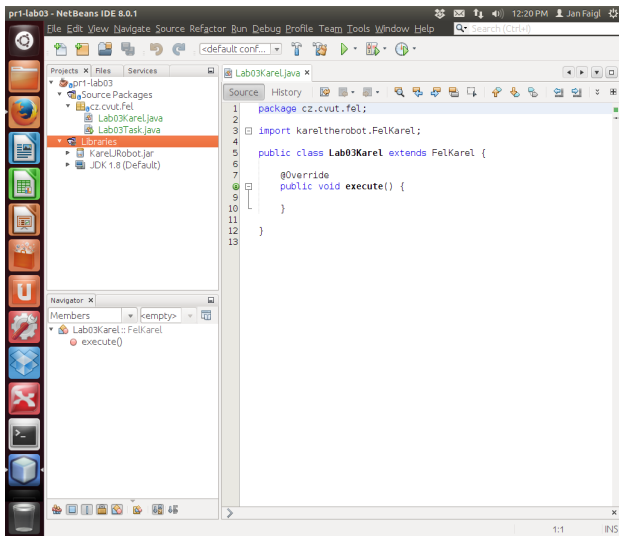 pr1-lab03 - NetBeans IDE 8.0.1 12:20 PM Jan Faigl
File Edit View Navigate Source Refactor Run Debug Profile Team Tools Window Help Search (Ctrl+I)
<default conf...
Projects Files Services
pr1-lab03
Source Packages
cz.cvut.fel
Lab03Karel.java
Lab03Task.java
Libraries
KarelJRobot.jar
JDK 1.8 (Default)
Navigator
Members <empty>
Lab03Karel :: FelKarel
execute()
Lab03Karel.java
Source History
1 package cz.cvut.fel;
2
3 import kareltherobot.FelKarel;
4
5 public class Lab03Karel extends FelKarel {
6
7 @Override
public void execute() {
9
10 }
11
12 }
13
1:1 INS